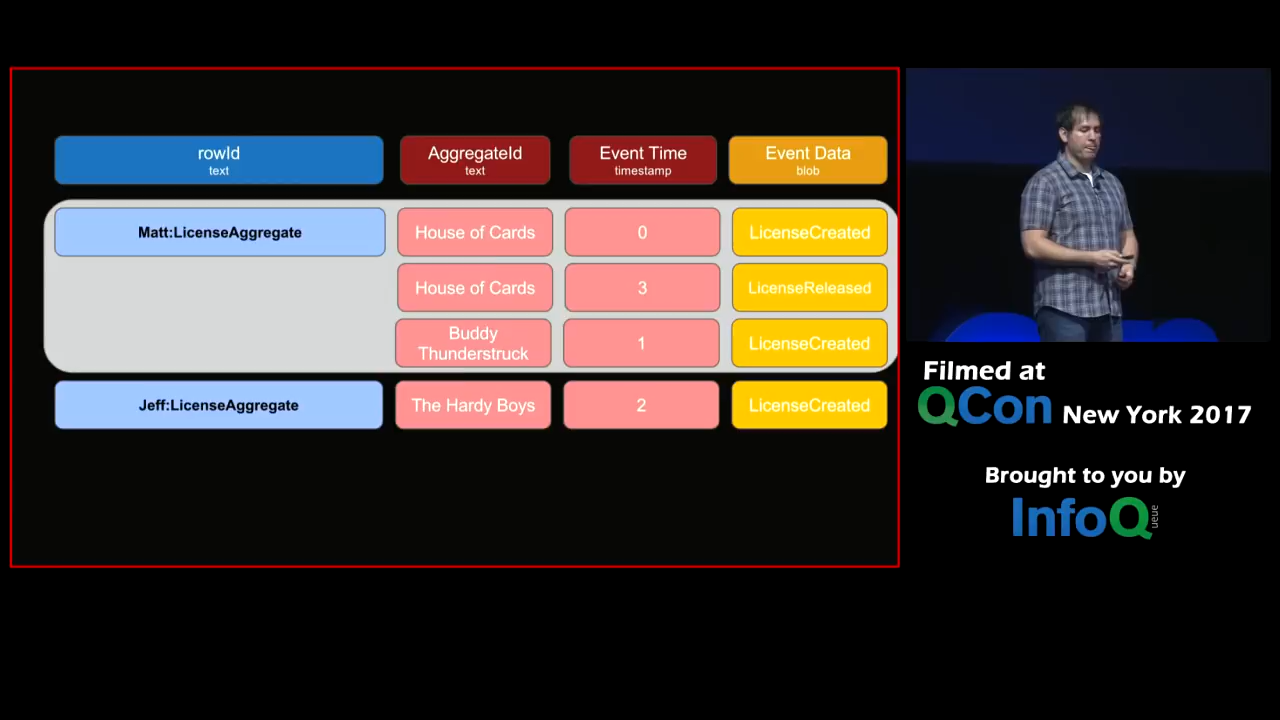 rowId
text
AggregateId
text
Event Time
timestamp
Event Data
blob
Matt:LicenseAggregate
House of Cards
0
LicenseCreated
House of Cards
3
LicenseReleased
Buddy
Thunderstruck
1
LicenseCreated
Jeff:LicenseAggregate
The Hardy Boys
2
LicenseCreated
Filmed at
QCon New York 2017
Brought to you by
InfoQ
ueue